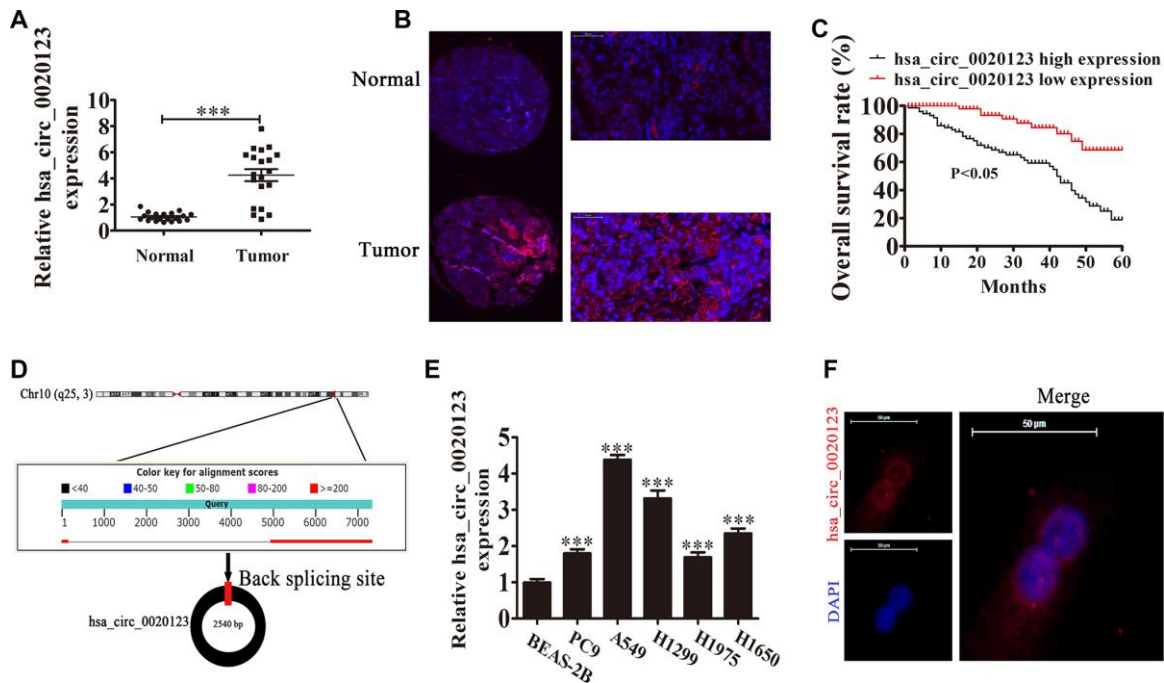 A
Relative hsa_circ_0020123
expression
10
8
6
4
2
0
***
Normal
Tumor
B
Normal
Tumor
C
Overall survival rate (%)
hsa_circ_0020123 high expression
hsa_circ_0020123 low expression
100
80
60
40
20
0
P<0.05
0 10 20 30 40 50 60
Months
D
Chr10 (q25, 3)
Color key for alignment scores
<40 40-50 50-80 80-200 >=200
Query
1 1000 2000 3000 4000 5000 6000 7000
Back splicing site
hsa_circ_0020123
2540 bp
E
Relative hsa_circ_0020123
expression
5
4
3
2
1
0
*** *** *** *** ***
BEAS-2B PC9 A549 H1299 H1975 H1650
F
hsa_circ_0020123
50 µm
DAPI
50 µm
Merge
50 µm